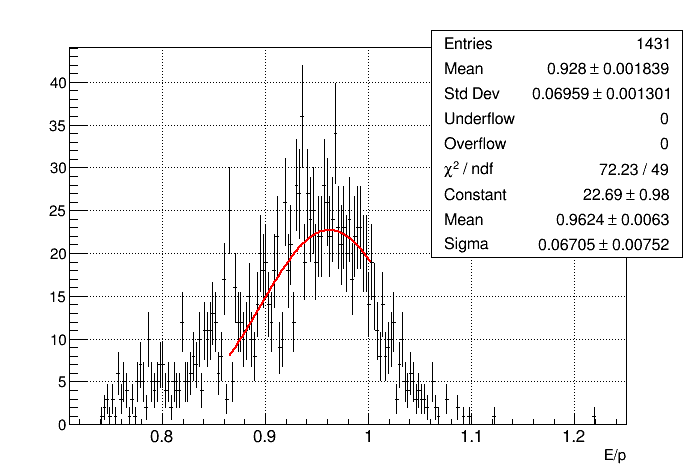 Entries 1431
Mean 0.928 ± 0.001839
Std Dev 0.06959 ± 0.001301
Underflow 0
Overflow 0
χ² / ndf 72.23 / 49
Constant 22.69 ± 0.98
Mean 0.9624 ± 0.0063
Sigma 0.06705 ± 0.00752
40
35
30
25
20
15
10
5
0
0.8 0.9 1 1.1 1.2
E/p